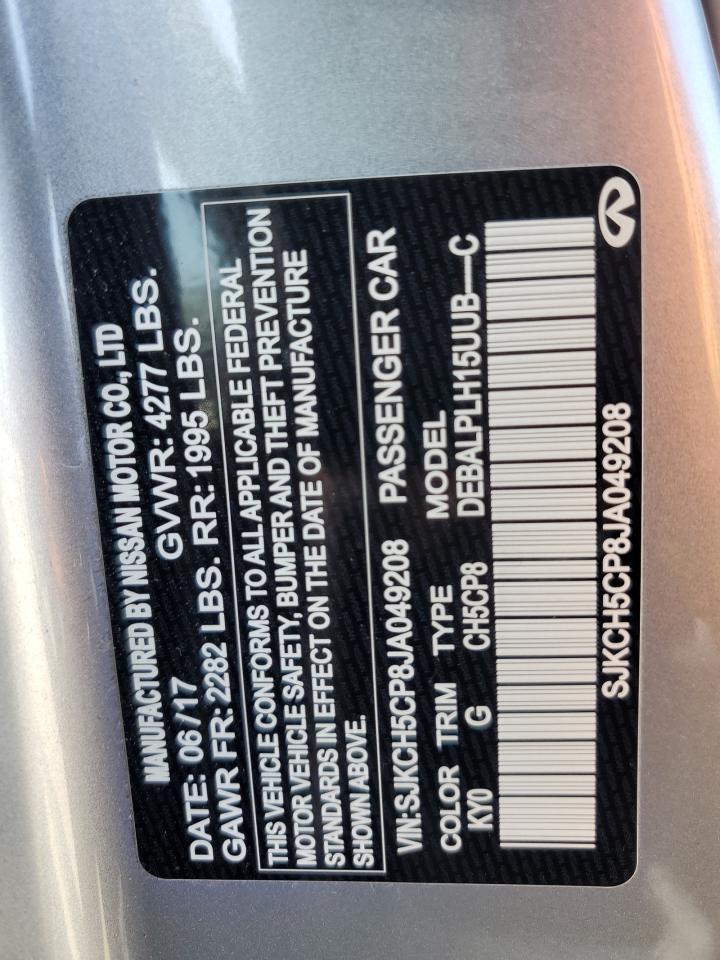 MANUFACTURED BY NISSAN MOTOR CO., LTD
DATE: 06/17 GVWR: 4277 LBS.
GAWR FR: 2282 LBS. RR: 1995 LBS.
THIS VEHICLE CONFORMS TO ALL APPLICABLE FEDERAL
MOTOR VEHICLE SAFETY, BUMPER AND THEFT PREVENTION
STANDARDS IN EFFECT ON THE DATE OF MANUFACTURE
SHOWN ABOVE.
VIN:SJKCH5CP8JA049208 PASSENGER CAR
COLOR TRIM TYPE MODEL
KY0 G CH5CP8 DEBALPLH15UUB—C
SJKCH5CP8JA049208